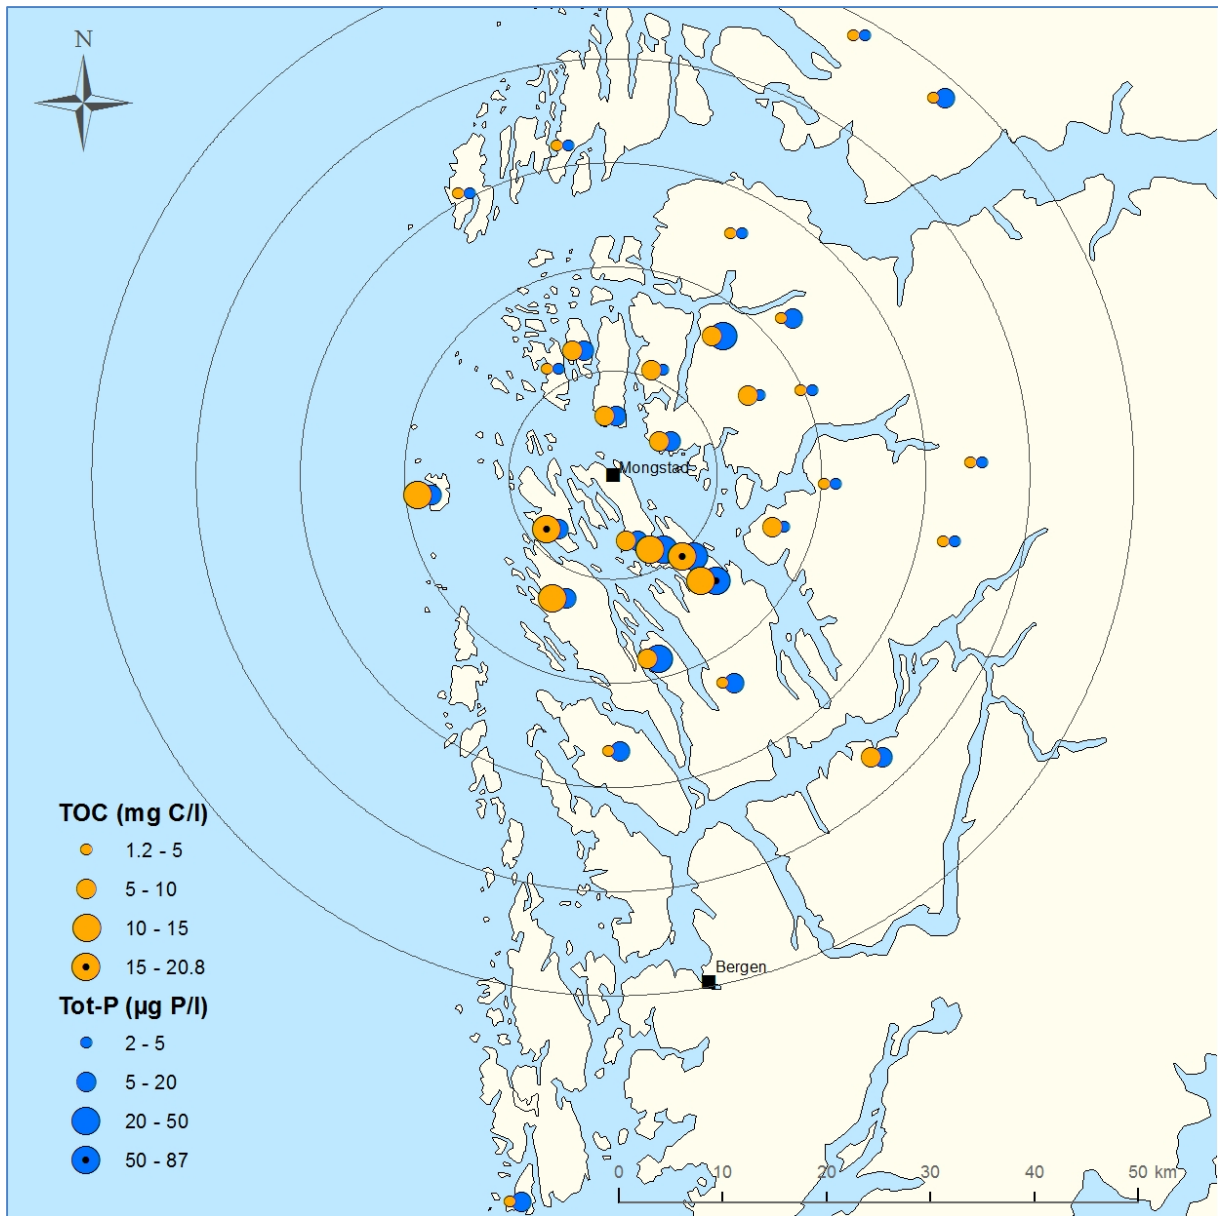 N
Mongstad
TOC (mg C/l)
1.2 - 5
5 - 10
10 - 15
15 - 20.8
Tot-P (µg P/l)
2 - 5
5 - 20
20 - 50
50 - 87
Bergen
0 10 20 30 40 50 km